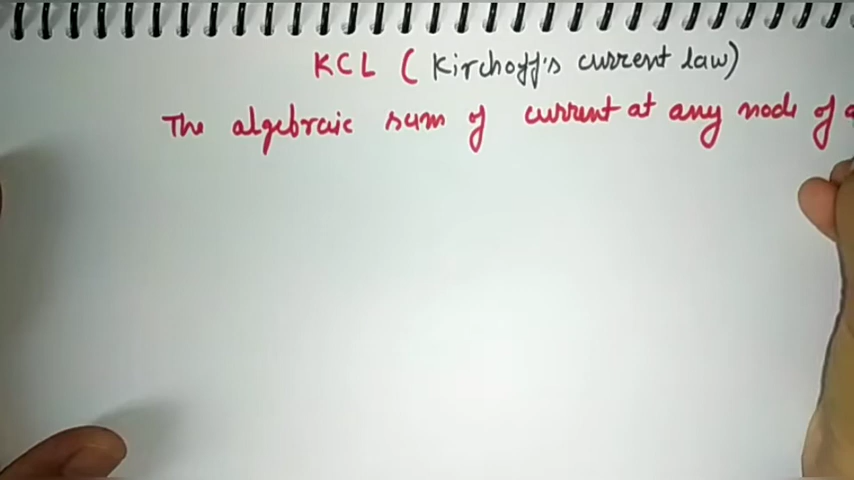 KCL ( Kirchoff's current law)
The algebraic sum of current at any node of a